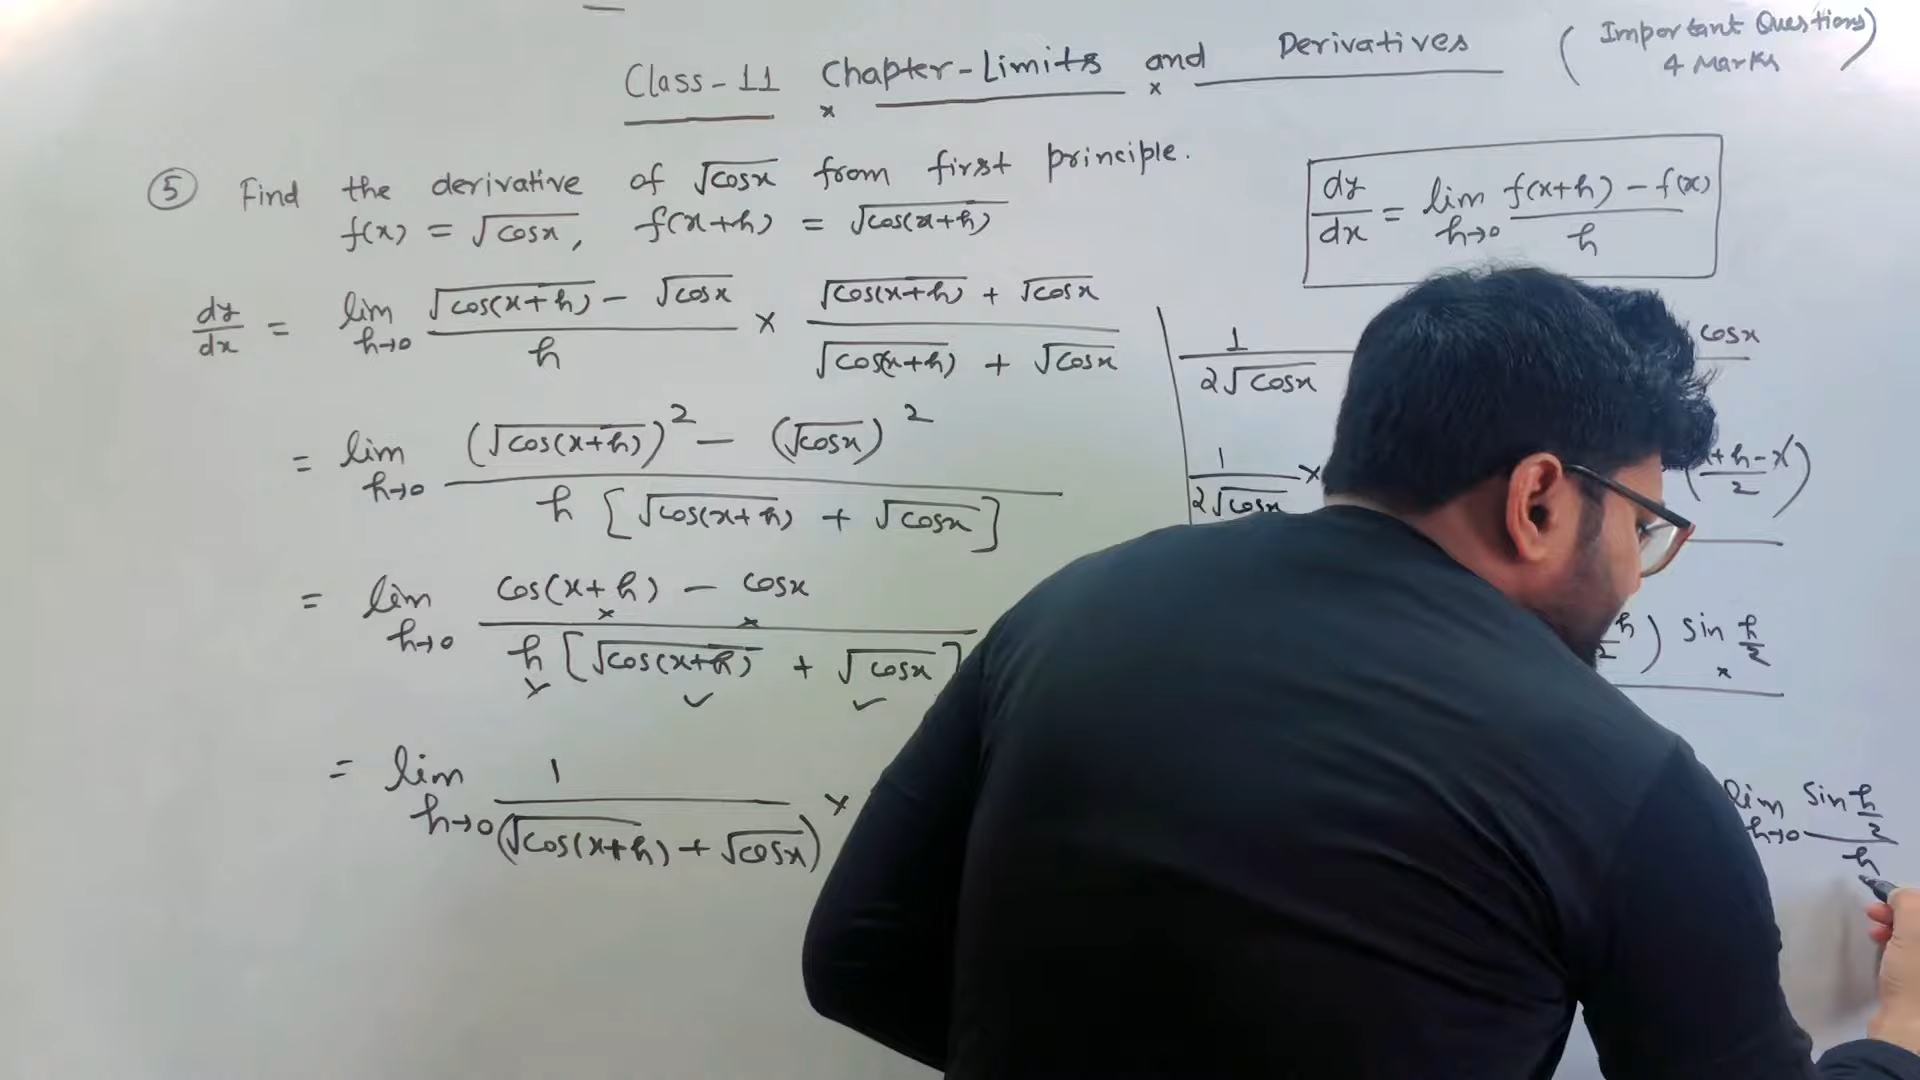 Class-11 Chapter-Limits and Derivatives (Important Questions) 4 Marks
⑤ Find the derivative of √cosx from first principle.
f(x) = √cosx, f(x+h) = √cos(x+h)
dy/dx = lim h→0 f(x+h) - f(x) / h
dy/dx = lim h→0 √cos(x+h) - √cosx / h × √cos(x+h) + √cosx / √cos(x+h) + √cosx
= lim h→0 (√cos(x+h))² - (√cosx)² / h [√cos(x+h) + √cosx]
= lim h→0 cos(x+h) - cosx / h [√cos(x+h) + √cosx]
= lim h→0 1 / (√cos(x+h) + √cosx) ×
1 / 2√cosx cosx
1 / 2√cosx × (x+h-x / 2)
h / 2) sin h/2
lim h→0 sin h/2 / h